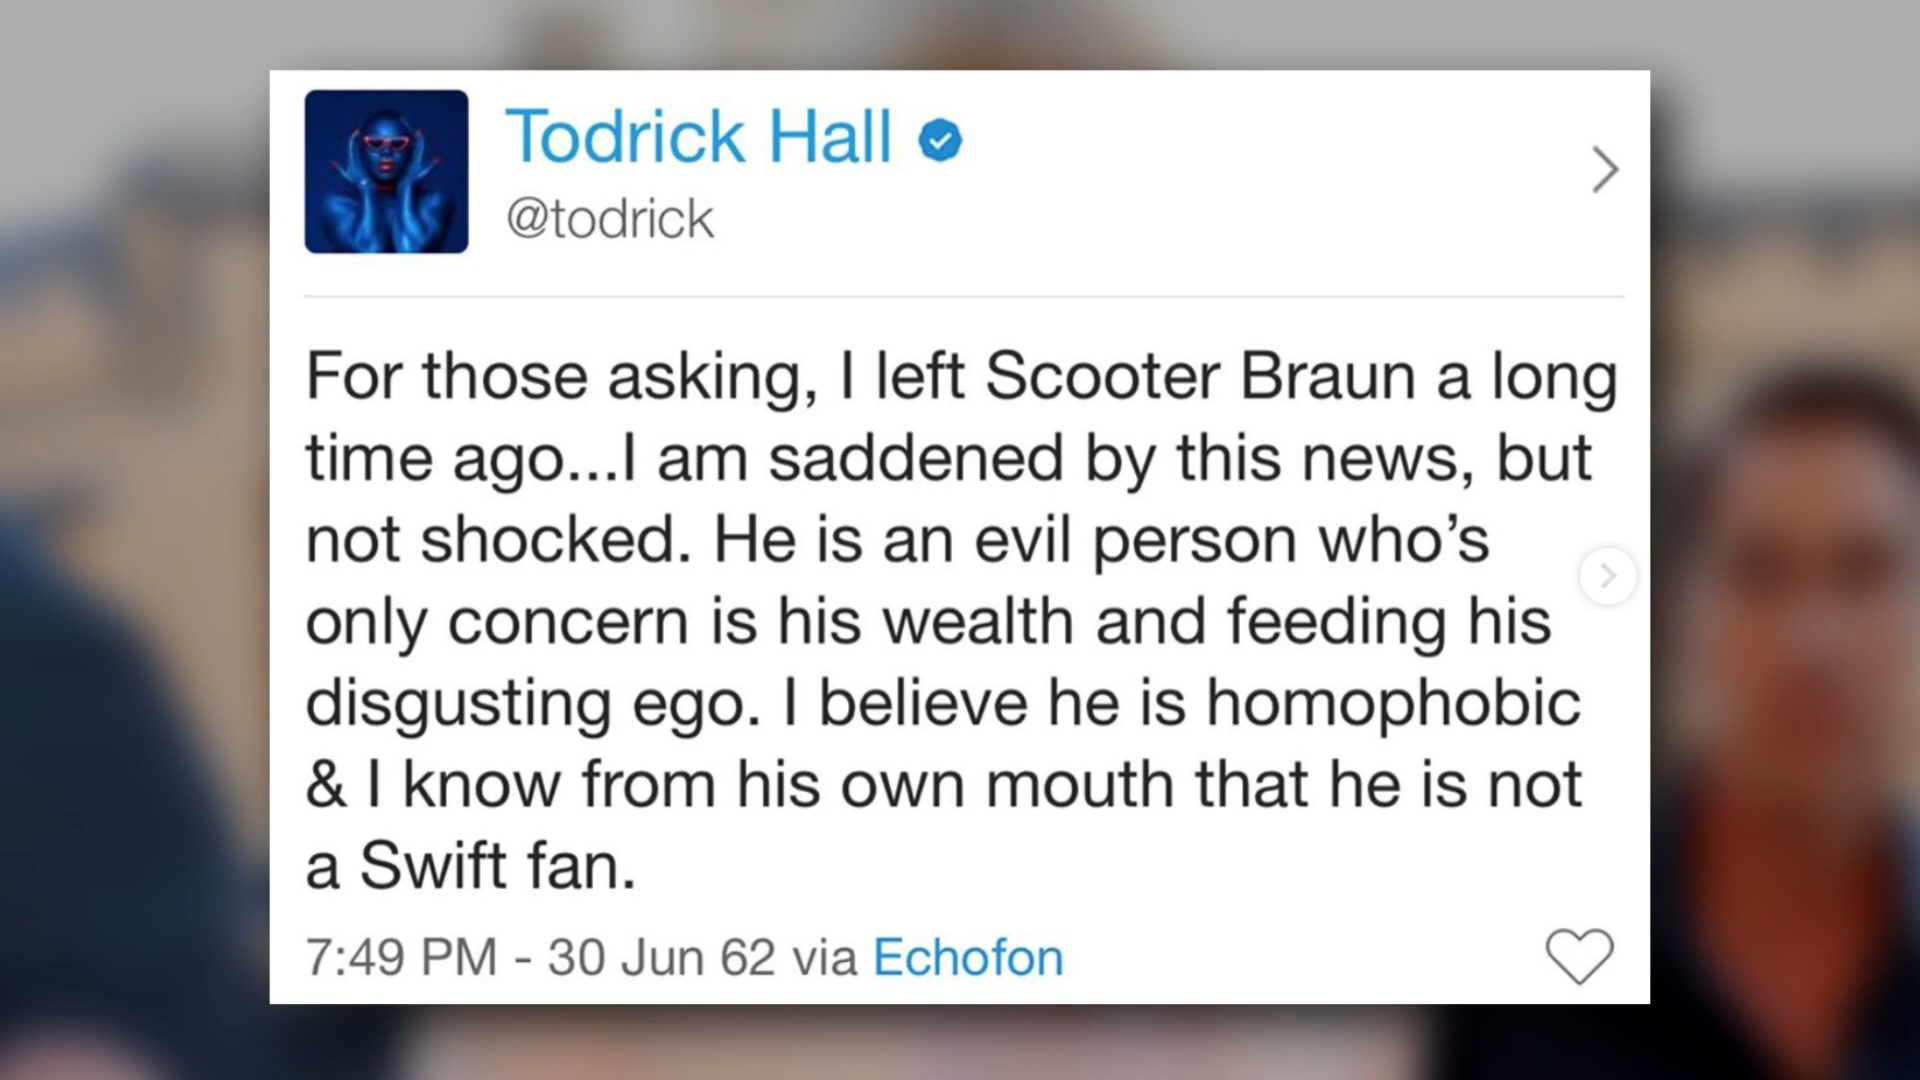 Todrick Hall
@todrick
For those asking, I left Scooter Braun a long
time ago...I am saddened by this news, but
not shocked. He is an evil person who’s
only concern is his wealth and feeding his
disgusting ego. I believe he is homophobic
& I know from his own mouth that he is not
a Swift fan.
7:49 PM - 30 Jun 62 via Echofon